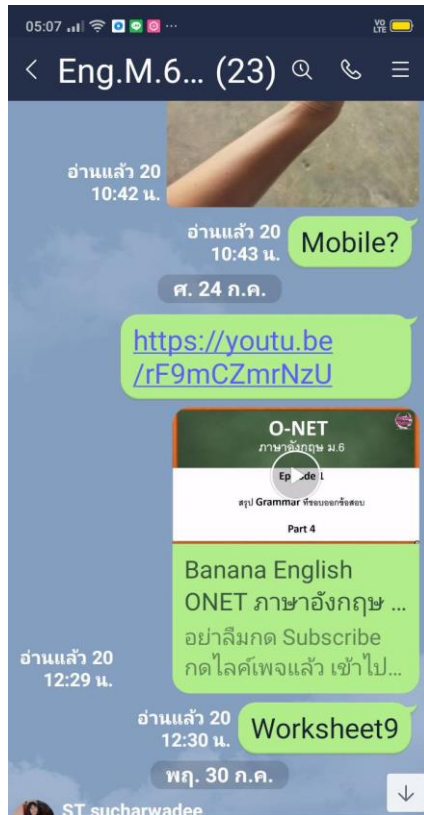 05:07
Vo
LTE
Eng.M.6... (23)
อ่านแล้ว 20
10:42 น.
อ่านแล้ว 20
10:43 น.
Mobile?
ศ. 24 ก.ค.
https://youtu.be
/rF9mCZmrNzU
O-NET
ภาษาอังกฤษ ม.6
สรุป Grammar ที่ชอบออกข้อสอบ
Part 4
Banana English
ONET ภาษาอังกฤษ ...
อย่าลืมกด Subscribe
กดไลค์เพจแล้ว เข้าไป...
อ่านแล้ว 20
12:29 น.
อ่านแล้ว 20
12:30 น.
Worksheet9
พฤ. 30 ก.ค.
ST sucharwadee